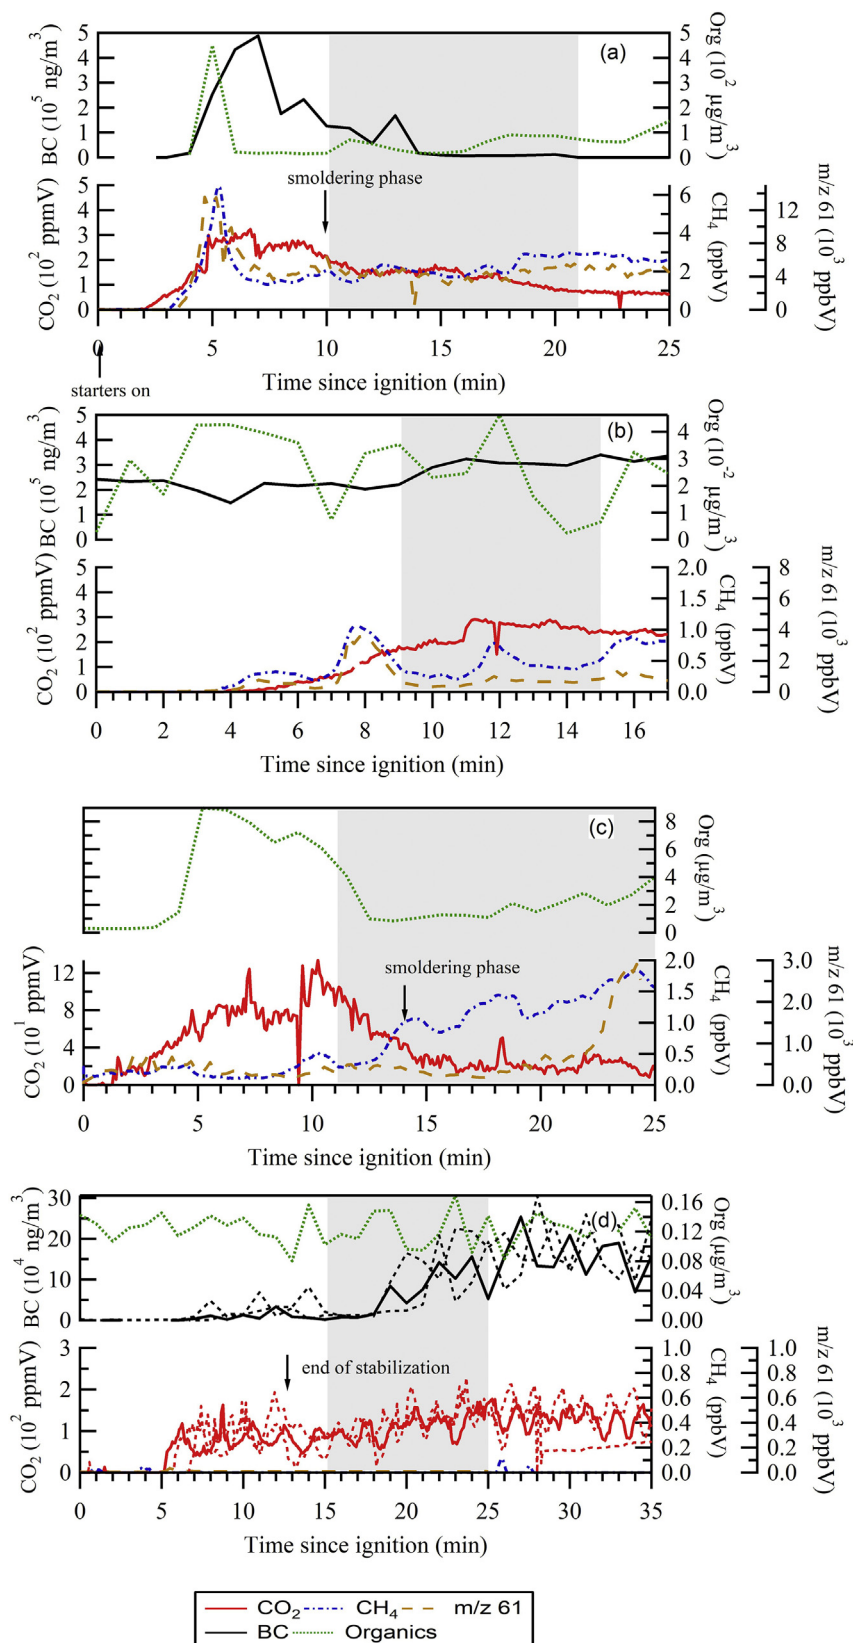 (a)
BC (10^5 ng/m^3)
5
4
3
2
1
0
5
4
3
2
1
0
Org (10^2 µg/m^3)
CO2 (10^2 ppmV)
5
4
3
2
1
0
smoldering phase
6
4
2
0
CH4 (ppbV)
12
8
4
0
m/z 61 (10^3 ppbV)
0 5 10 15 20 25
starters on
Time since ignition (min)
(b)
BC (10^5 ng/m^3)
5
4
3
2
1
0
4
3
2
1
0
Org (10^-2 µg/m^3)
CO2 (10^2 ppmV)
5
4
3
2
1
0
2.0
1.5
1.0
0.5
0.0
CH4 (ppbV)
8
6
4
2
0
m/z 61 (10^3 ppbV)
0 2 4 6 8 10 12 14 16
Time since ignition (min)
(c)
8
6
4
2
0
Org (µg/m^3)
CO2 (10^1 ppmV)
12
8
4
0
smoldering phase
2.0
1.5
1.0
0.5
0.0
CH4 (ppbV)
3.0
2.0
1.0
0.0
m/z 61 (10^3 ppbV)
0 5 10 15 20 25
Time since ignition (min)
(d)
BC (10^4 ng/m^3)
30
20
10
0
0.16
0.12
0.08
0.04
0.00
Org (µg/m^3)
CO2 (10^2 ppmV)
3
2
1
0
end of stabilization
1.0
0.8
0.6
0.4
0.2
0.0
CH4 (ppbV)
1.0
0.8
0.6
0.4
0.2
0.0
m/z 61 (10^3 ppbV)
0 5 10 15 20 25 30 35
Time since ignition (min)
CO2 CH4 m/z 61
BC Organics